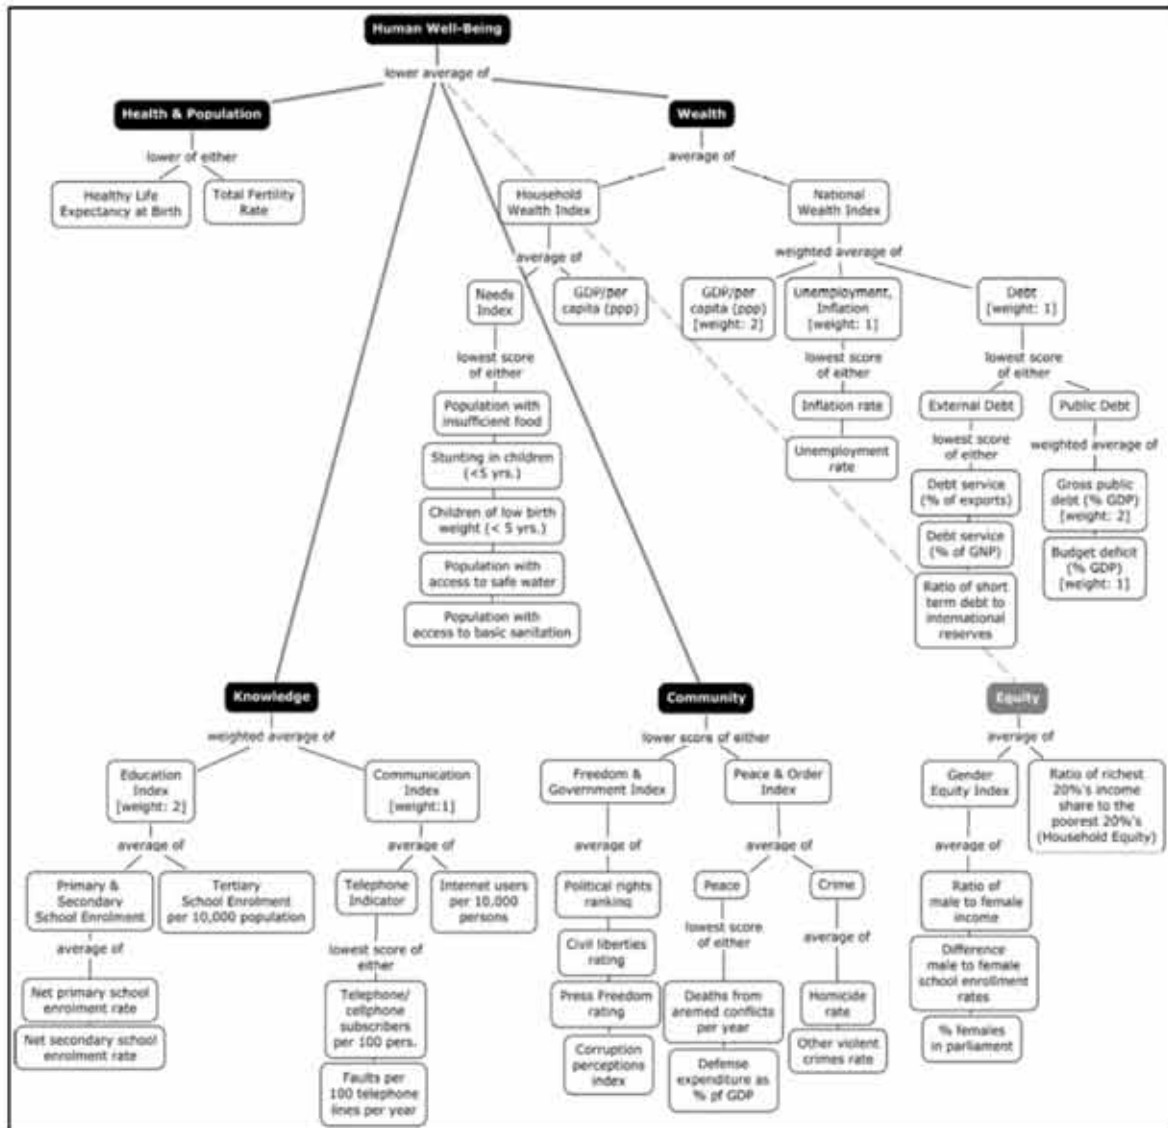 Human Well-Being
lower average of
Health & Population
lower of either
Healthy Life
Expectancy at Birth
Total Fertility
Rate
Wealth
average of
Household
Wealth Index
average of
Needs
Index
lowest score
of either
Population with
insufficient food
Stunting in children
(<5 yrs.)
Children of low birth
weight (< 5 yrs.)
Population with
access to safe water
Population with
access to basic sanitation
GDP/per
capita (ppp)
National
Wealth Index
weighted average of
GDP/per
capita (ppp)
[weight: 2]
Unemployment,
Inflation
[weight: 1]
lowest score
of either
Inflation rate
Unemployment
rate
Debt
[weight: 1]
lowest score
of either
External Debt
lowest score
of either
Debt service
(% of exports)
Debt service
(% of GNP)
Ratio of short
term debt to
international
reserves
Public Debt
weighted average of
Gross public
debt (% GDP)
[weight: 2]
Budget deficit
(% GDP)
[weight: 1]
Knowledge
weighted average of
Education
Index
[weight: 2]
average of
Primary &
Secondary
School Enrolment
average of
Net primary school
enrolment rate
Net secondary school
enrolment rate
Tertiary
School Enrolment
per 10,000 population
Communication
Index
[weight:1]
average of
Telephone
Indicator
lowest score of
either
Telephone/
cellphone
subscribers
per 100 pers.
Faults per
100 telephone
lines per year
Internet users
per 10,000
persons
Community
lower score of either
Freedom &
Government Index
average of
Political rights
ranking
Civil liberties
rating
Press Freedom
rating
Corruption
perceptions
index
Peace & Order
Index
average of
Peace
lowest score
of either
Deaths from
aremed conflicts
per year
Defense
expenditure as
% pf GDP
Crime
average of
Homicide
rate
Other violent
crimes rate
Equity
average of
Gender
Equity Index
average of
Ratio of
male to female
income
Difference
male to female
school enrollment
rates
% females
in parliament
Ratio of richest
20%'s income
share to the
poorest 20%'s
(Household Equity)